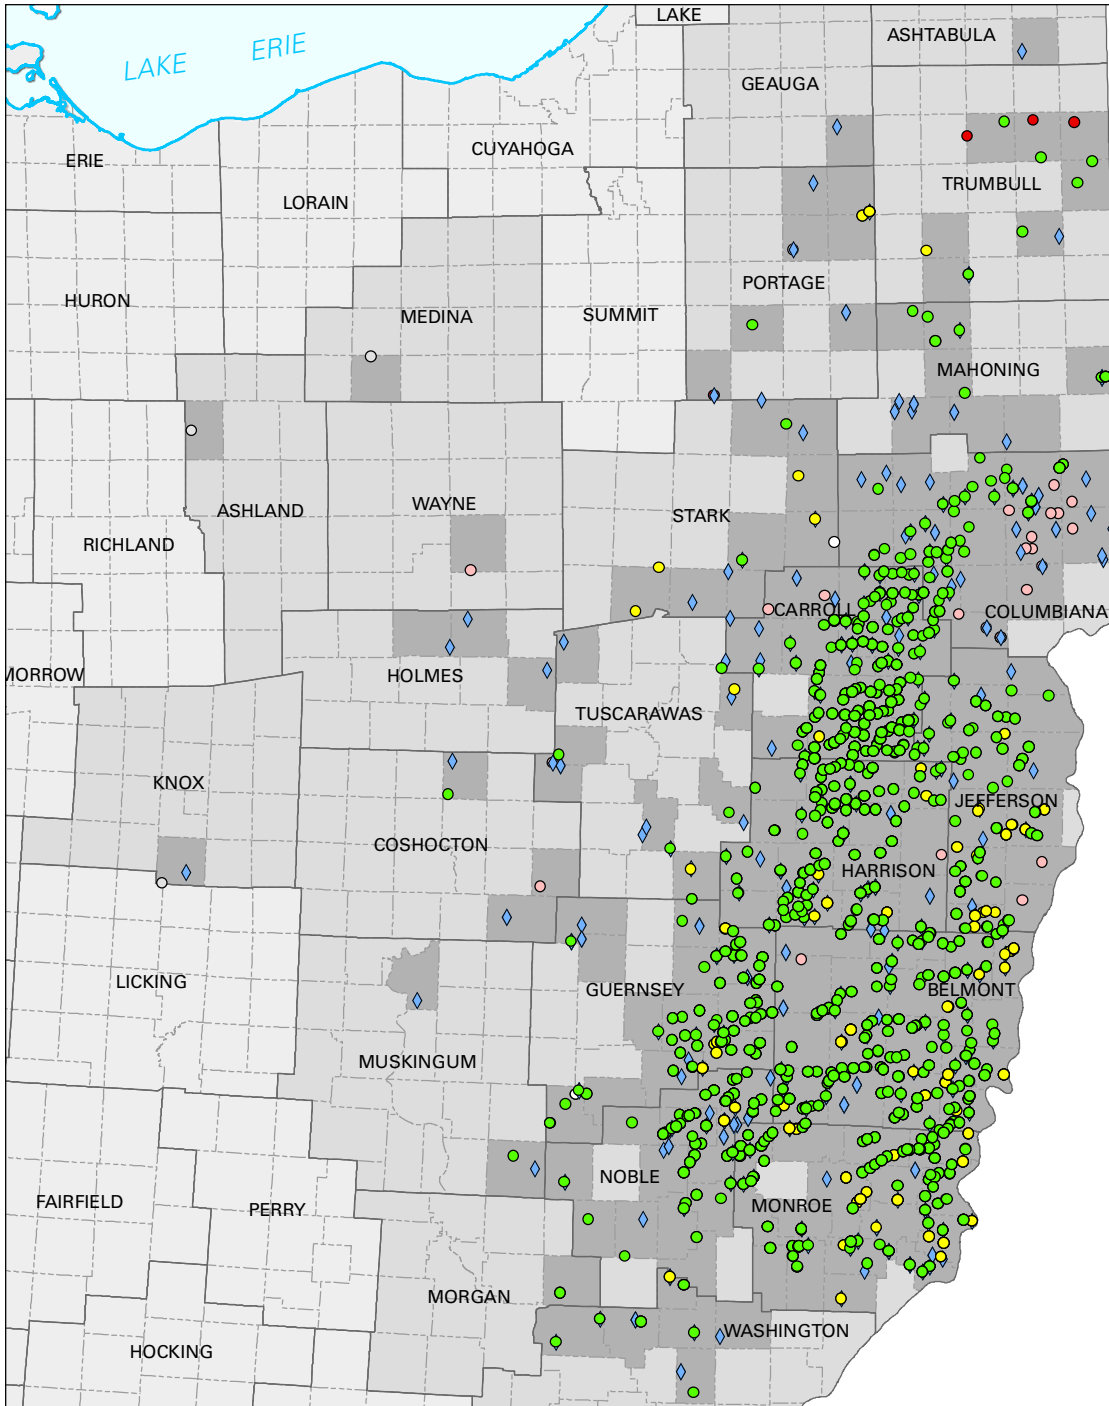 LAKE
ASHTABULA
LAKE ERIE
GEAUGA
CUYAHOGA
ERIE
TRUMBULL
LORAIN
PORTAGE
HURON
MEDINA
SUMMIT
MAHONING
WAYNE
ASHLAND
STARK
RICHLAND
CARROLL
COLUMBIANA
MORROW
HOLMES
TUSCARAWAS
KNOX
JEFFERSON
COSHOCTON
HARRISON
LICKING
GUERNSEY
BELMONT
MUSKINGUM
NOBLE
FAIRFIELD
PERRY
MONROE
MORGAN
WASHINGTON
HOCKING